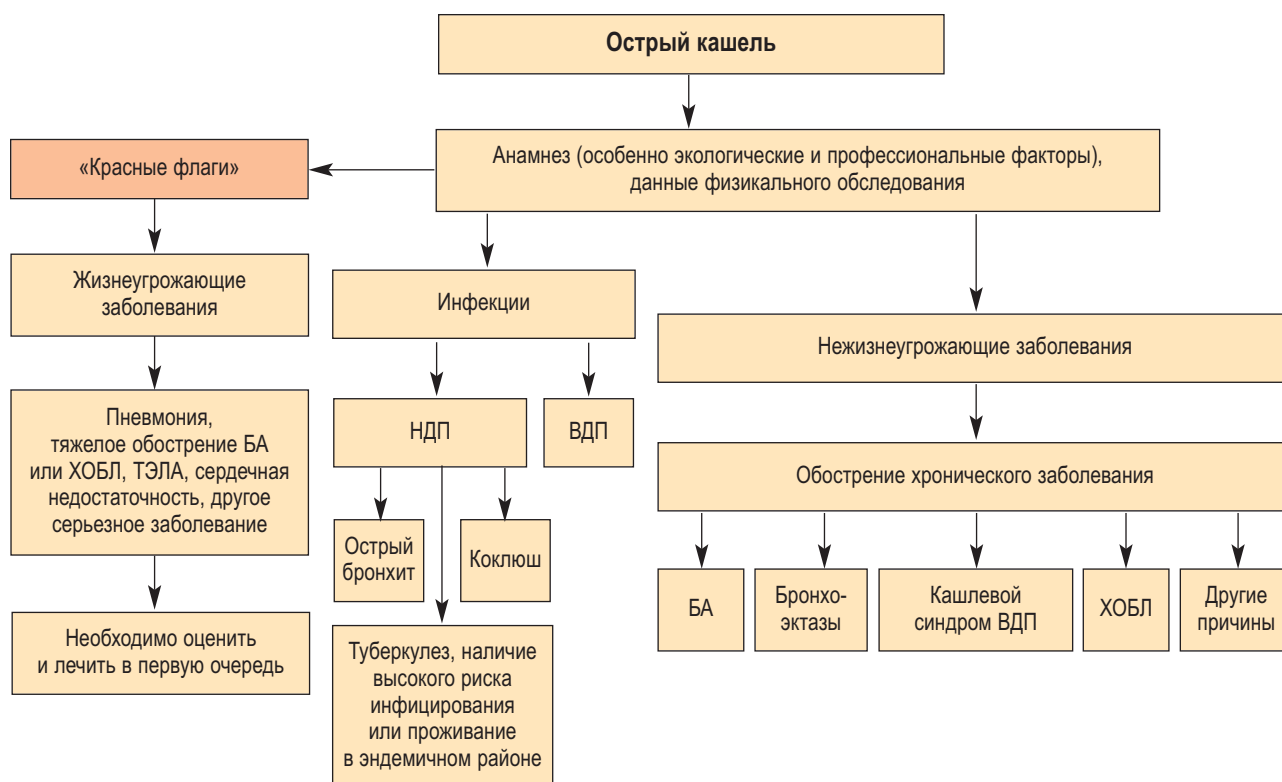 Острый кашель
Анамнез (особенно экологические и профессиональные факторы),
данные физикального обследования
«Красные флаги»
Жизнеугрожающие
заболевания
Пневмония,
тяжелое обострение БА
или ХОБЛ, ТЭЛА, сердечная
недостаточность, другое
серьезное заболевание
Необходимо оценить
и лечить в первую очередь
Инфекции
НДП
ВДП
Острый
бронхит
Коклюш
Туберкулез, наличие
высокого риска
инфицирования
или проживание
в эндемичном районе
Нежизнеугрожающие заболевания
Обострение хронического заболевания
БА
Бронхо-
эктазы
Кашлевой
синдром ВДП
ХОБЛ
Другие
причины